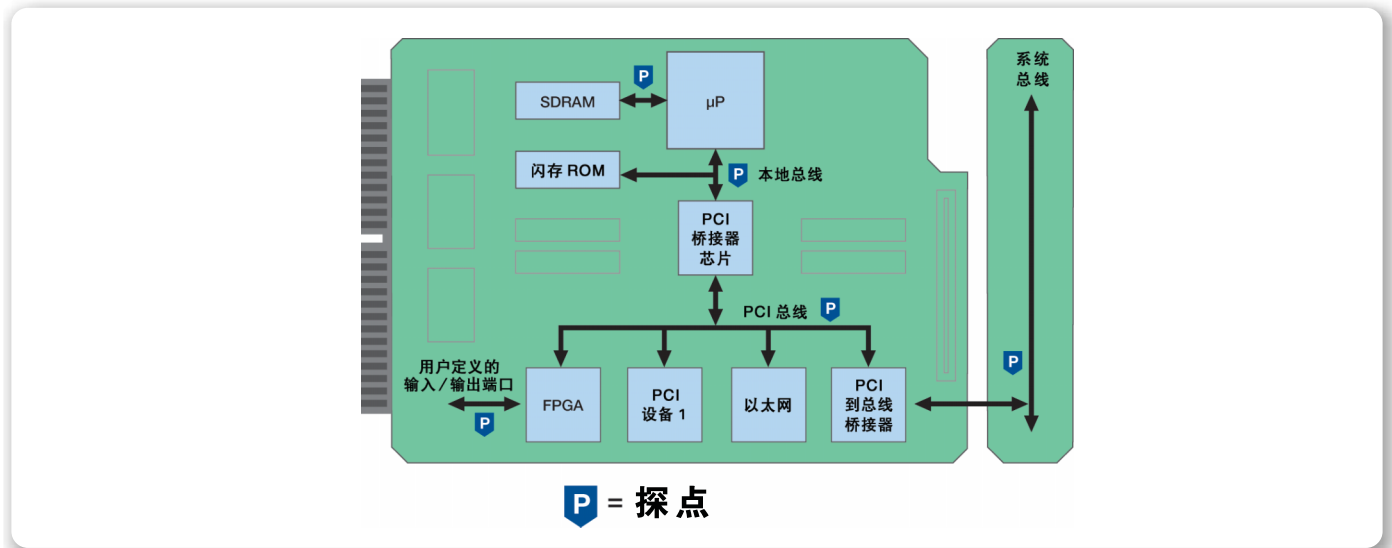 系统
总线
P
SDRAM
µP
闪存 ROM
P
本地总线
PCI
桥接器
芯片
PCI 总线
P
用户定义的
输入/输出端口
P
FPGA
PCI
设备 1
以太网
PCI
到总线
桥接器
P
P = 探点